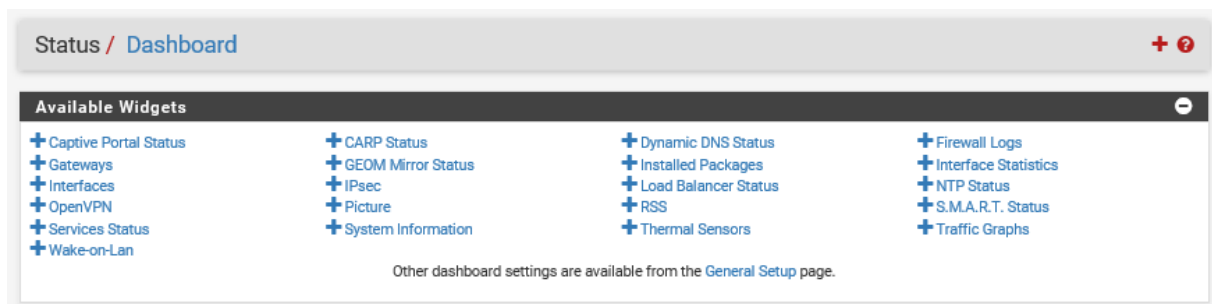 Status / Dashboard
Available Widgets
Captive Portal Status CARP Status Dynamic DNS Status Firewall Logs
Gateways GEOM Mirror Status Installed Packages Interface Statistics
Interfaces IPsec Load Balancer Status NTP Status
OpenVPN Picture RSS S.M.A.R.T. Status
Services Status System Information Thermal Sensors Traffic Graphs
Wake-on-Lan
Other dashboard settings are available from the General Setup page.